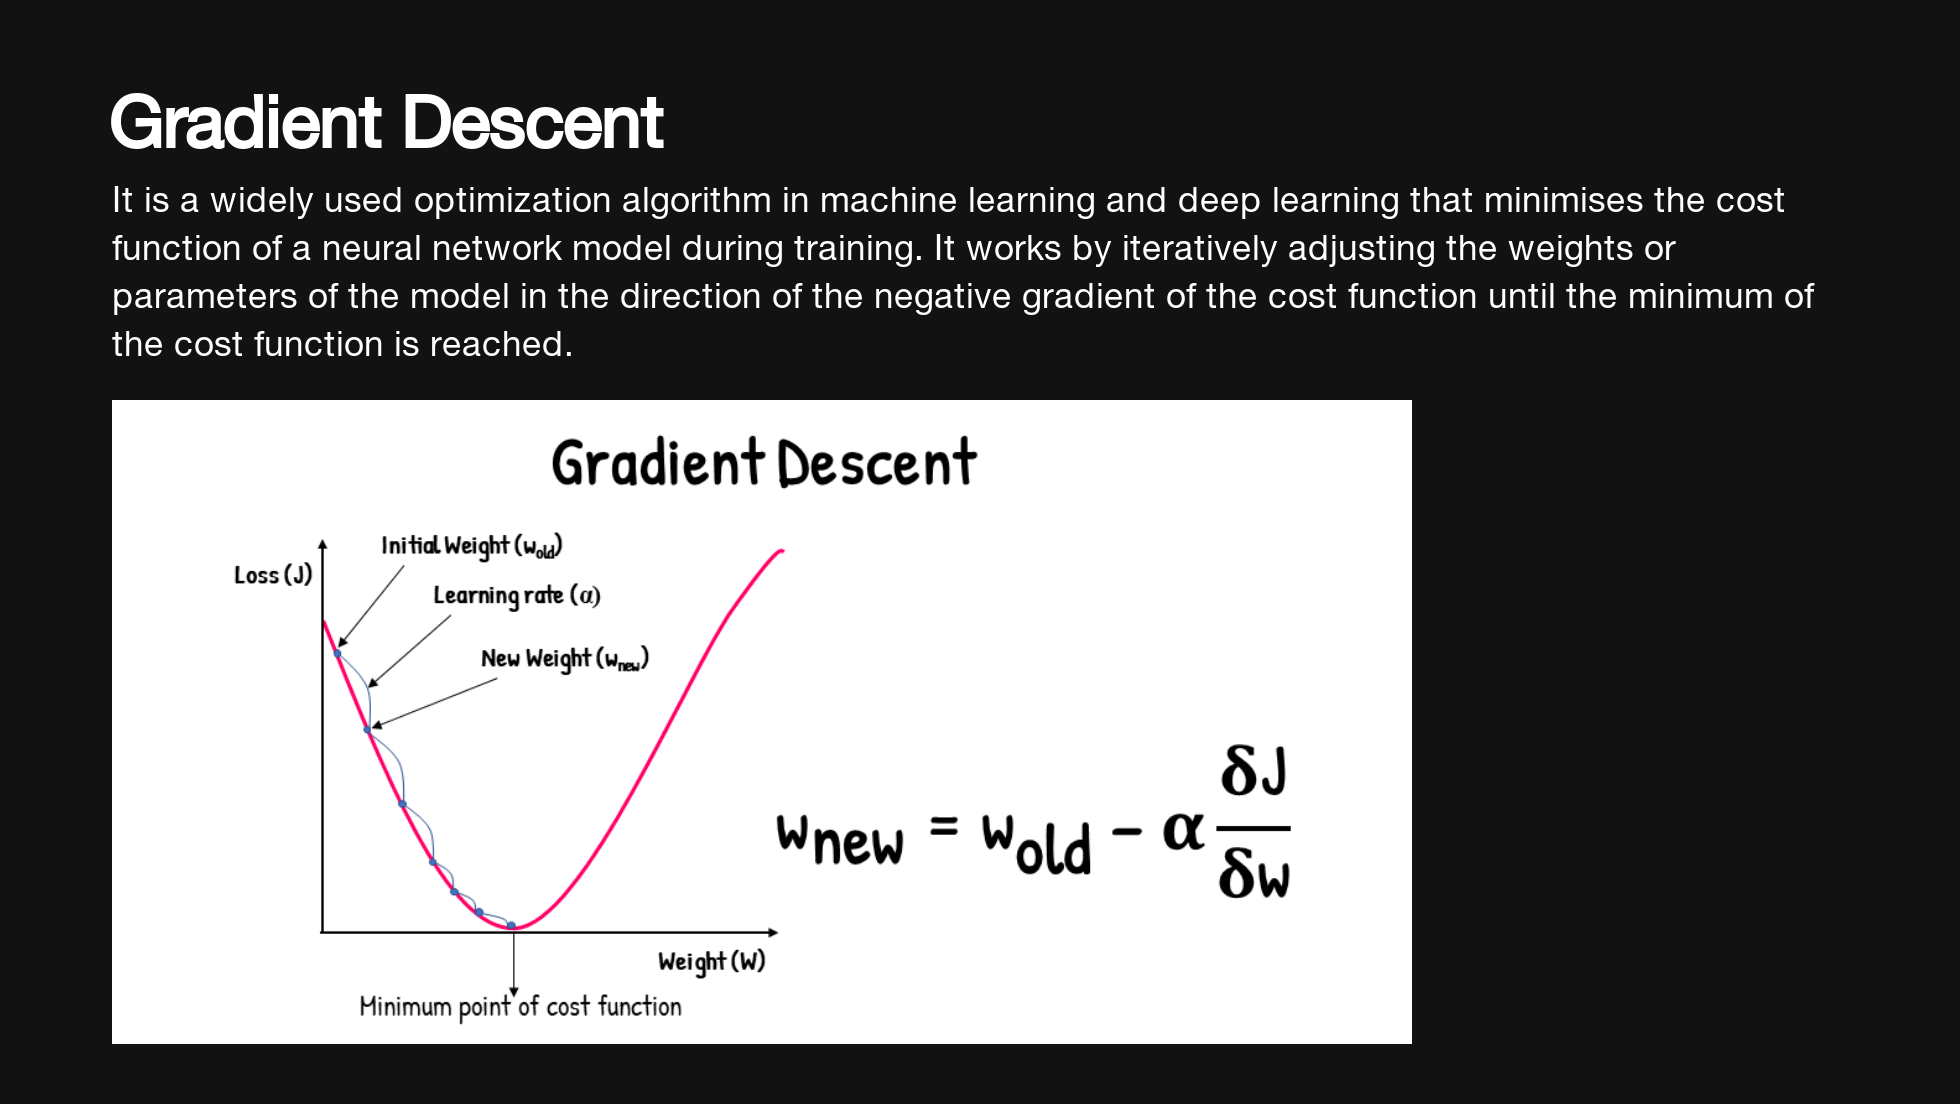 Gradient Descent
It is a widely used optimization algorithm in machine learning and deep learning that minimises the cost
function of a neural network model during training. It works by iteratively adjusting the weights or
parameters of the model in the direction of the negative gradient of the cost function until the minimum of
the cost function is reached.
Gradient Descent
Initial Weight (wold)
Loss (J)
Learning rate (α)
New Weight (wnew)
wnew = wold - α δJ/δw
Weight (W)
Minimum point of cost function